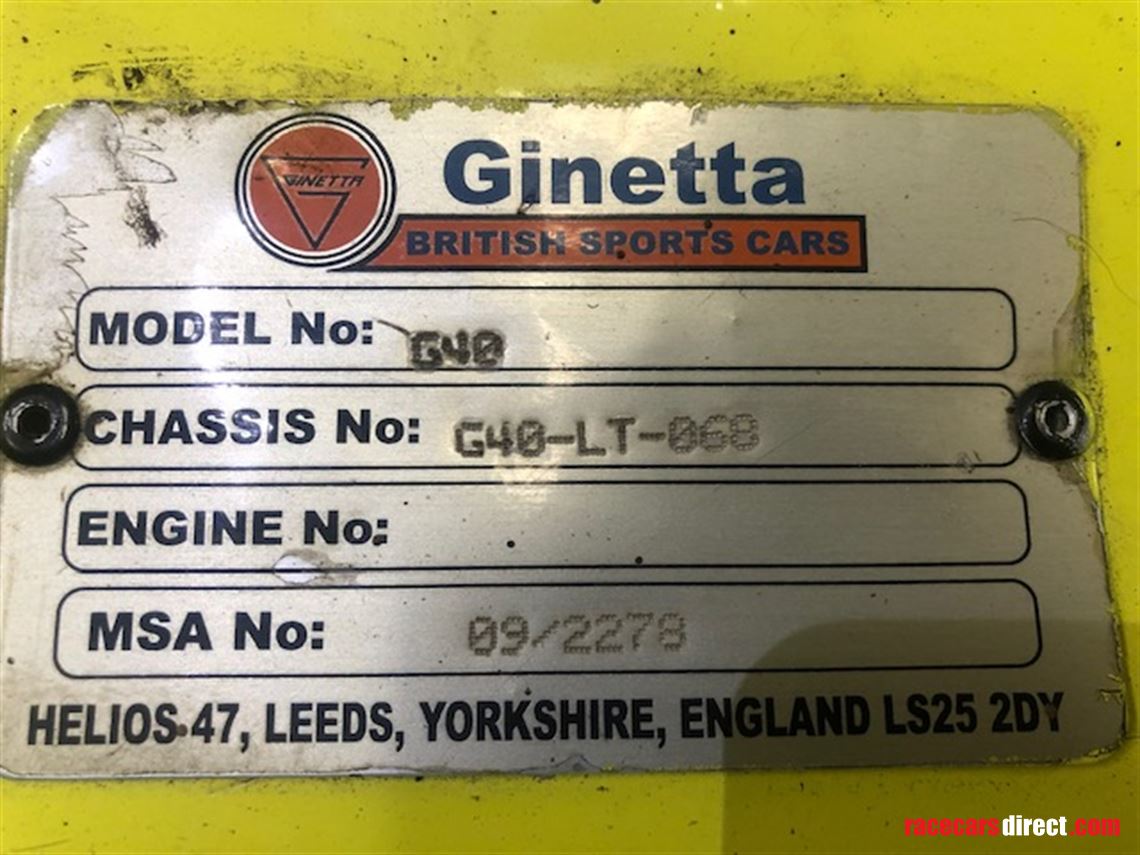 GINETTA
Ginetta
BRITISH SPORTS CARS
MODEL No: G40
CHASSIS No: G40-LT-068
ENGINE No:
MSA No: 09/2278
HELIOS 47, LEEDS, YORKSHIRE, ENGLAND LS25 2DY
racecarsdirect.com